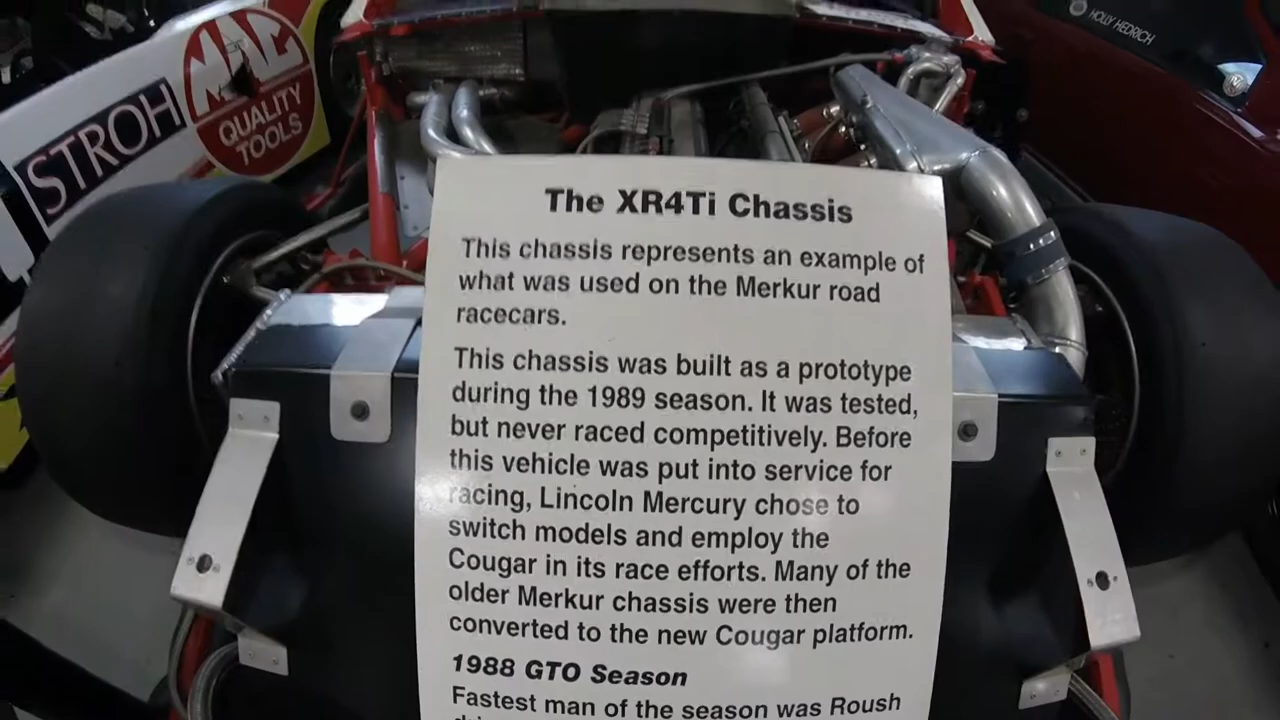 MAC
QUALITY
TOOLS
STROH
HOLLY HEDRICH
The XR4Ti Chassis
This chassis represents an example of
what was used on the Merkur road
racecars.
This chassis was built as a prototype
during the 1989 season. It was tested,
but never raced competitively. Before
this vehicle was put into service for
racing, Lincoln Mercury chose to
switch models and employ the
Cougar in its race efforts. Many of the
older Merkur chassis were then
converted to the new Cougar platform.
1988 GTO Season
Fastest man of the season was Roush